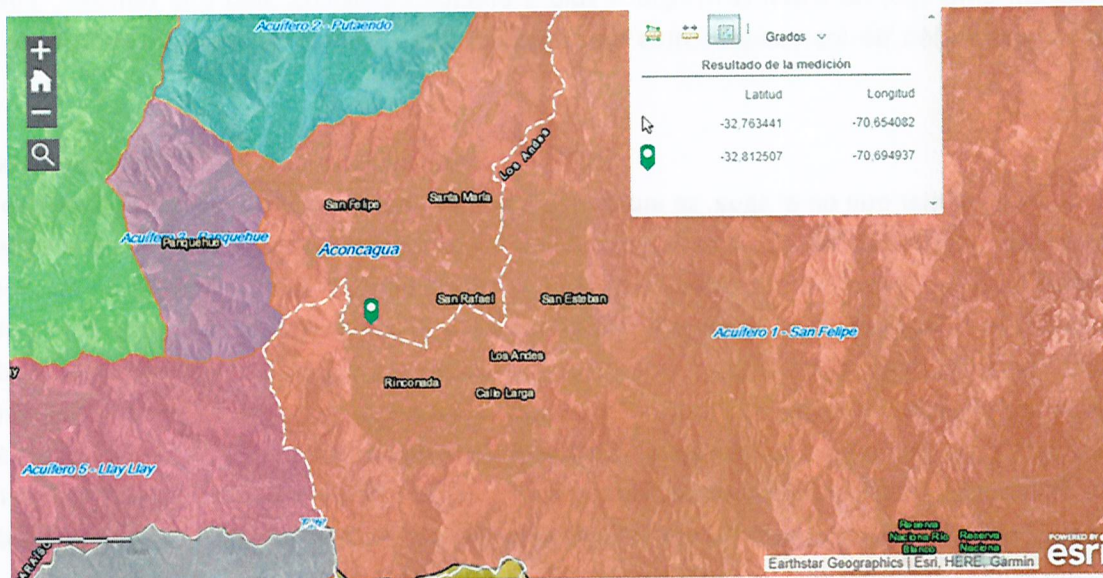 Acuífero 2 - Putaendo
Grados
Resultado de la medición
Latitud Longitud
-32,763441 -70,654082
-32,812507 -70,694937
Los Andes
San Felipe
Santa María
Acuífero 3 - Panquehue
Panquehue
Aconcagua
San Rafael
San Esteban
Acuífero 1 - San Felipe
Los Andes
Rinconada
Calle Larga
Acuífero 5 - Llay Llay
Reserva
Nacional Río
Blanco
Reserva
Naciona
Earthstar Geographics | Esri, HERE, Garmin
POWERED BY
esri